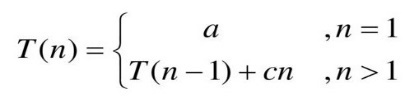 T(n) = { a , n = 1
T(n − 1) + cn , n > 1